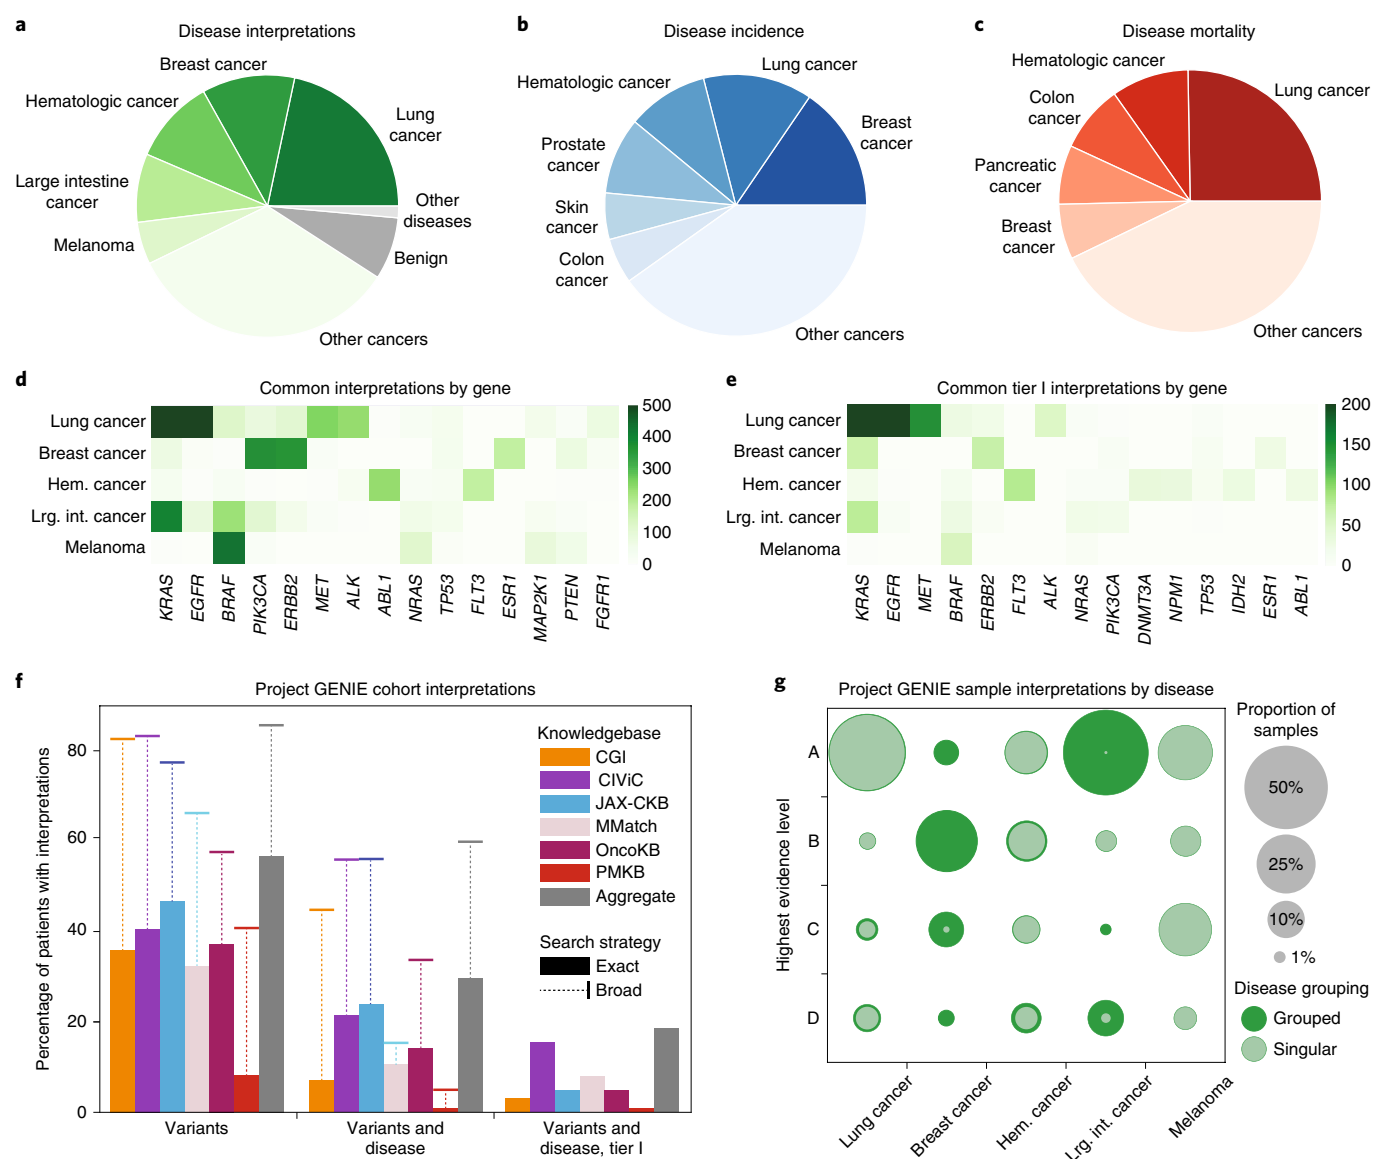 a
Disease interpretations
Breast cancer
Hematologic cancer
Lung
cancer
Large intestine
cancer
Other
diseases
Melanoma
Benign
Other cancers
b
Disease incidence
Lung cancer
Hematologic cancer
Breast
cancer
Prostate
cancer
Skin
cancer
Colon
cancer
Other cancers
c
Disease mortality
Hematologic cancer
Lung cancer
Colon
cancer
Pancreatic
cancer
Breast
cancer
Other cancers
d
Common interpretations by gene
Lung cancer
Breast cancer
Hem. cancer
Lrg. int. cancer
Melanoma
500
400
300
200
100
0
KRAS
EGFR
BRAF
PIK3CA
ERBB2
MET
ALK
ABL1
NRAS
TP53
FLT3
ESR1
MAP2K1
PTEN
FGFR1
e
Common tier I interpretations by gene
Lung cancer
Breast cancer
Hem. cancer
Lrg. int. cancer
Melanoma
200
150
100
50
0
KRAS
EGFR
MET
BRAF
ERBB2
FLT3
ALK
NRAS
PIK3CA
DNMT3A
NPM1
TP53
IDH2
ESR1
ABL1
f
Project GENIE cohort interpretations
Percentage of patients with interpretations
80
60
40
20
0
Knowledgebase
CGI
CIViC
JAX-CKB
MMatch
OncoKB
PMKB
Aggregate
Search strategy
Exact
Broad
Variants
Variants and
disease
Variants and
disease, tier I
g
Project GENIE sample interpretations by disease
Highest evidence level
A
B
C
D
Lung cancer
Breast cancer
Hem. cancer
Lrg. int. cancer
Melanoma
Proportion of
samples
50%
25%
10%
1%
Disease grouping
Grouped
Singular